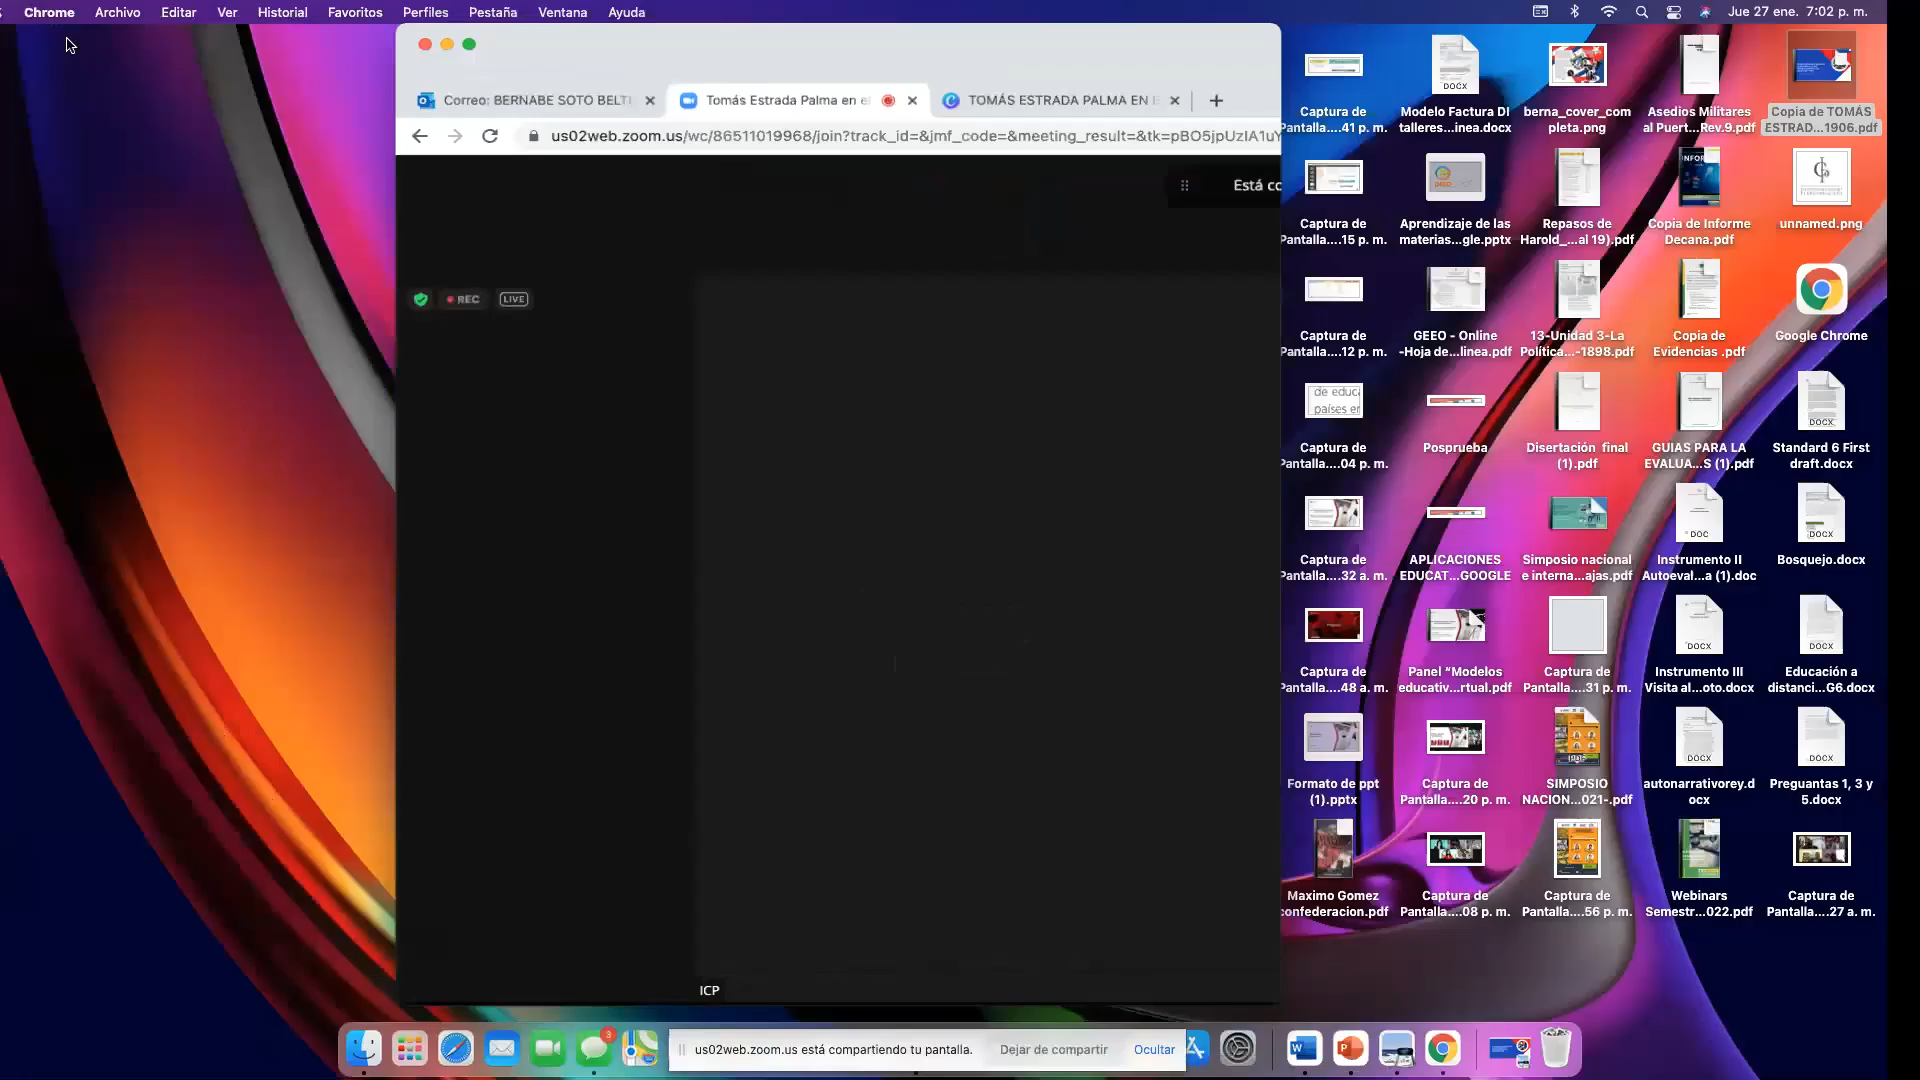 Chrome Archivo Editar Ver Historial Favoritos Perfiles Pestaña Ventana Ayuda
Jue 27 ene. 7:02 p. m.
Correo: BERNABE SOTO BELT
Tomás Estrada Palma en e
TOMÁS ESTRADA PALMA EN
us02web.zoom.us/wc/86511019968/join?track_id=&jmf_code=&meeting_result=&tk=pBO5jpUzIA1uY
Está co
REC
LIVE
ICP
Captura de
Pantalla....41 p. m.
Modelo Factura DI
talleres...inea.docx
berna_cover_com
pleta.png
Asedios Militares
al Puert...Rev.9.pdf
Copia de TOMÁS
ESTRAD...1906.pdf
Captura de
Pantalla....15 p. m.
Aprendizaje de las
materias...gle.pptx
Repasos de
Harold_...al 19).pdf
Copia de Informe
Decana.pdf
unnamed.png
Captura de
Pantalla....12 p. m.
GEEO - Online
-Hoja de...linea.pdf
13-Unidad 3-La
Política...-1898.pdf
Copia de
Evidencias .pdf
Google Chrome
de educa
países en
Captura de
Pantalla....04 p. m.
Posprueba
Disertación final
(1).pdf
GUIAS PARA LA
EVALUA...S (1).pdf
Standard 6 First
draft.docx
Captura de
Pantalla....32 a. m.
APLICACIONES
EDUCAT...GOOGLE
Simposio nacional
e interna...ajas.pdf
Instrumento II
Autoeval...a (1).doc
Bosquejo.docx
Captura de
Pantalla....48 a. m.
Panel “Modelos
educativ...rtual.pdf
Captura de
Pantalla....31 p. m.
Instrumento III
Visita al...oto.docx
Educación a
distanci...G6.docx
Formato de ppt
(1).pptx
Captura de
Pantalla....20 p. m.
SIMPOSIO
NACION...021-.pdf
autonarrativorey.d
ocx
Preguntas 1, 3 y
5.docx
Maximo Gomez
confederacion.pdf
Captura de
Pantalla....08 p. m.
Captura de
Pantalla....56 p. m.
Webinars
Semestr...022.pdf
Captura de
Pantalla....27 a. m.
3
us02web.zoom.us está compartiendo tu pantalla. Dejar de compartir Ocultar